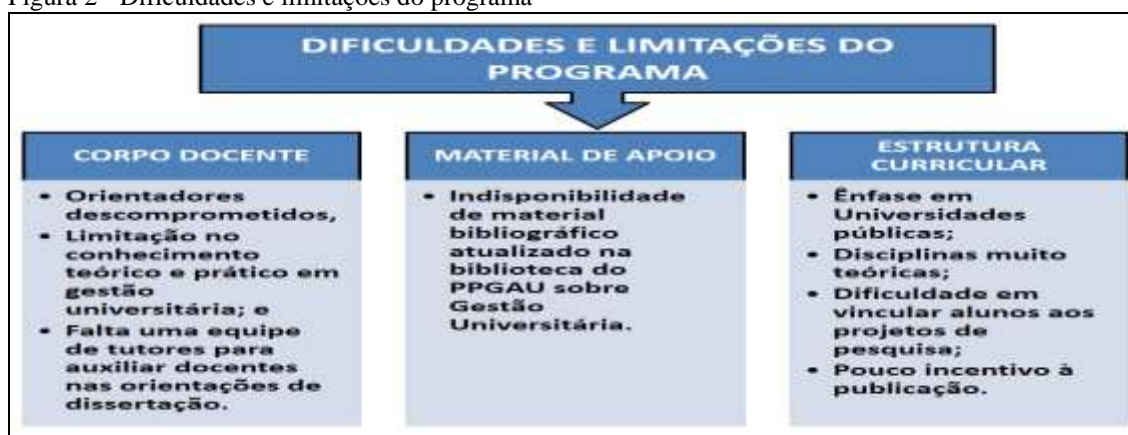 Figura 2 - Dificuldades e limitações do programa
DIFICULDADES E LIMITAÇÕES DO
PROGRAMA
CORPO DOCENTE
• Orientadores
descomprometidos,
• Limitação no
conhecimento
teórico e prático em
gestão
universitária; e
• Falta uma equipe
de tutores para
auxiliar docentes
nas orientações de
dissertação.
MATERIAL DE APOIO
• Indisponibilidade
de material
bibliográfico
atualizado na
biblioteca do
PPGAU sobre
Gestão
Universitária.
ESTRUTURA
CURRICULAR
• Ênfase em
Universidades
públicas;
• Disciplinas muito
teóricas;
• Dificuldade em
vincular alunos aos
projetos de
pesquisa;
• Pouco incentivo à
publicação.